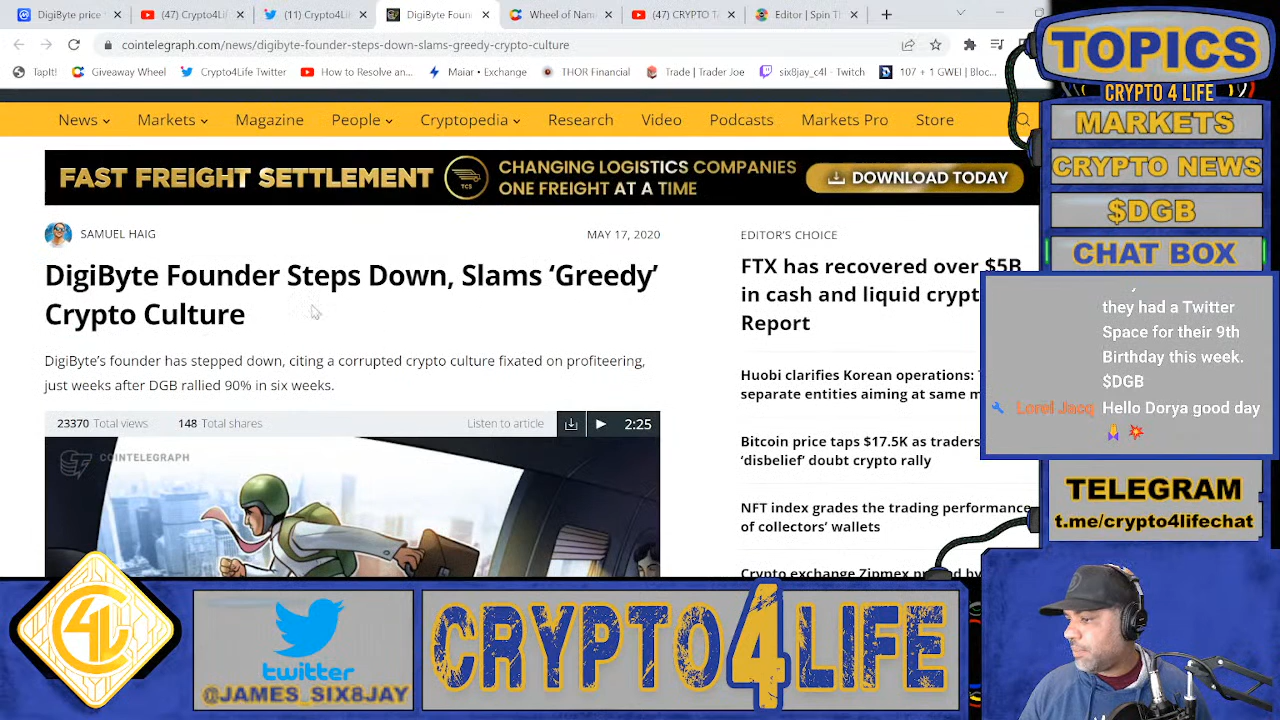 DigiByte price
(47) Crypto4Li
(11) Crypto4L
DigiByte Foun
Wheel of Nam
(47) CRYPTO TA
Editor | Spin Th
cointelegraph.com/news/digibyte-founder-steps-down-slams-greedy-crypto-culture
TapIt!
Giveaway Wheel
Crypto4Life Twitter
How to Resolve an...
Maiar • Exchange
THOR Financial
Trade | Trader Joe
six8jay_c4l - Twitch
107 + 1 GWEI | Bloc...
News
Markets
Magazine
People
Cryptopedia
Research
Video
Podcasts
Markets Pro
Store
FAST FREIGHT SETTLEMENT
TCS
CHANGING LOGISTICS COMPANIES
ONE FREIGHT AT A TIME
DOWNLOAD TODAY
SAMUEL HAIG
MAY 17, 2020
DigiByte Founder Steps Down, Slams ‘Greedy’
Crypto Culture
DigiByte’s founder has stepped down, citing a corrupted crypto culture fixated on profiteering,
just weeks after DGB rallied 90% in six weeks.
23370 Total views
148 Total shares
Listen to article
2:25
COINTELEGRAPH
EDITOR’S CHOICE
FTX has recovered over $5B
in cash and liquid crypt
Report
Huobi clarifies Korean operations:
separate entities aiming at same m
Bitcoin price taps $17.5K as traders
‘disbelief’ doubt crypto rally
NFT index grades the trading performance
of collectors’ wallets
Crypto exchange Zipmex
TOPICS
CRYPTO 4 LIFE
MARKETS
CRYPTO NEWS
$DGB
CHAT BOX
they had a Twitter
Space for their 9th
Birthday this week.
$DGB
Lorel Jacq Hello Dorya good day
TELEGRAM
t.me/crypto4lifechat
C4L
twitter
@JAMES_SIX8JAY
CRYPTO4LIFE